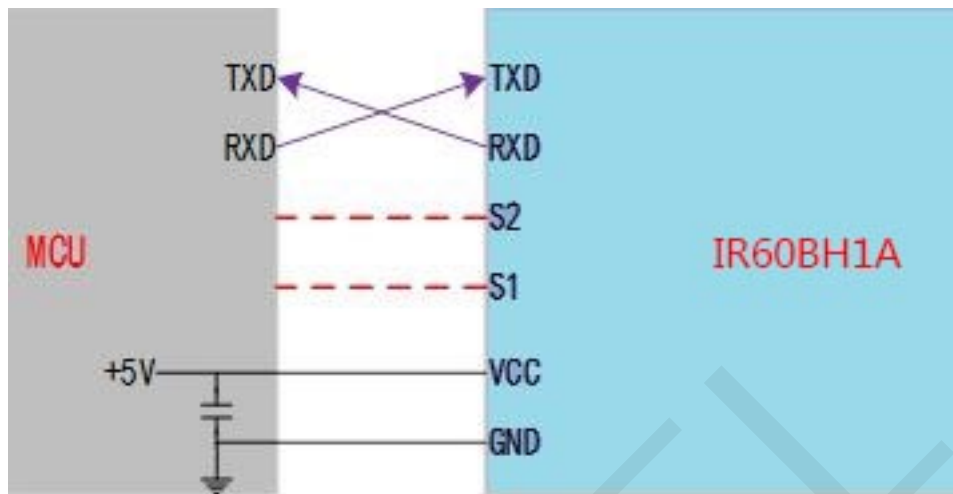 TXD TXD
RXD RXD
S2
MCU IR60BH1A
S1
+5V VCC
GND